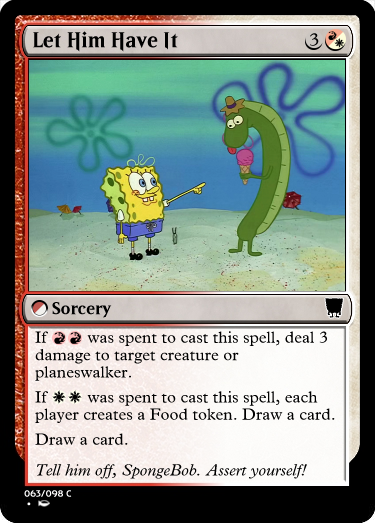 Let Him Have It
3
Sorcery
If was spent to cast this spell, deal 3
damage to target creature or
planeswalker.
If was spent to cast this spell, each
player creates a Food token. Draw a card.
Draw a card.
Tell him off, SpongeBob. Assert yourself!
063/098 C